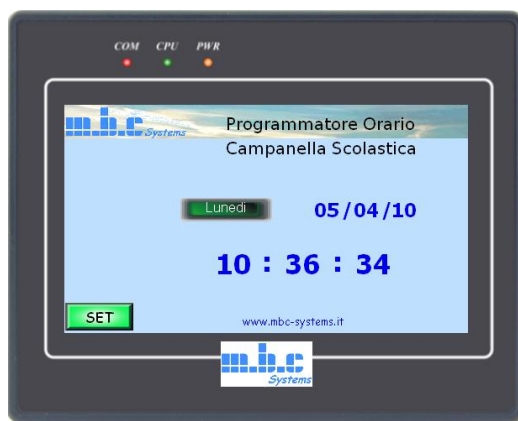 COM CPU PWR
m.b.c Systems
Programmatore Orario
Campanella Scolastica
Lunedi 05/04/10
10 : 36 : 34
SET
www.mbc-systems.it
m.b.c
Systems